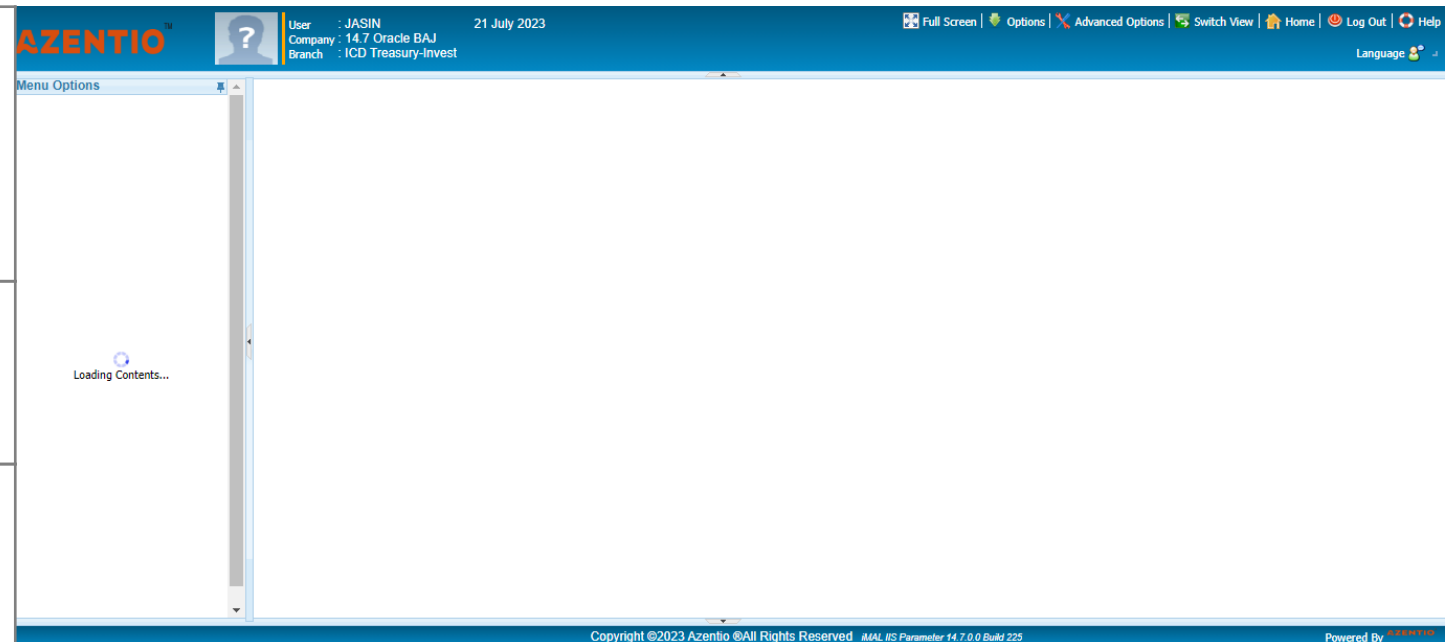 AZENTIO™
?
User : JASIN
Company : 14.7 Oracle BAJ
Branch : ICD Treasury-Invest
21 July 2023
Full Screen | Options | Advanced Options | Switch View | Home | Log Out | Help
Language
Menu Options
Loading Contents...
Copyright ©2023 Azentio ®All Rights Reserved iMAL IIS Parameter 14.7.0.0 Build 225
Powered By AZENTIO